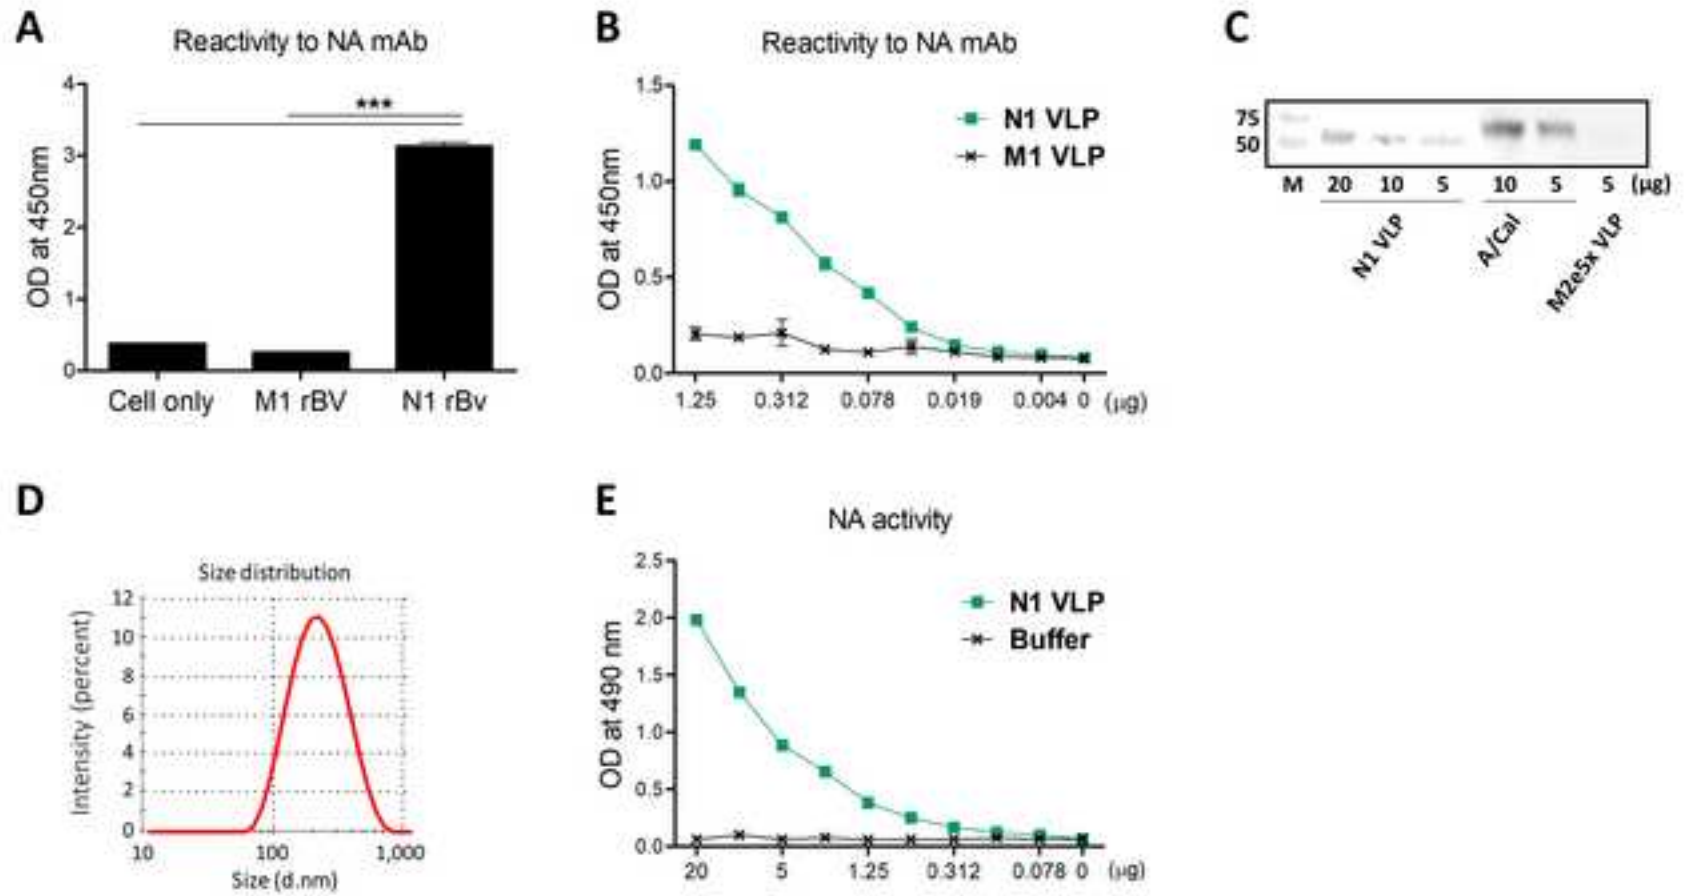 A
Reactivity to NA mAb
4
3
2
1
0
OD at 450nm
***
Cell only M1 rBV N1 rBv
B
Reactivity to NA mAb
1.5
1.0
0.5
0.0
OD at 450nm
N1 VLP
M1 VLP
1.25 0.312 0.078 0.019 0.004 0 (µg)
C
75
50
M 20 10 5 10 5 5 (µg)
N1 VLP
A/Cal
M2e5x VLP
D
Size distribution
12
10
8
6
4
2
0
Intensity (percent)
10 100 1,000
Size (d.nm)
E
NA activity
2.5
2.0
1.5
1.0
0.5
0.0
OD at 490 nm
N1 VLP
Buffer
20 5 1.25 0.312 0.078 0 (µg)